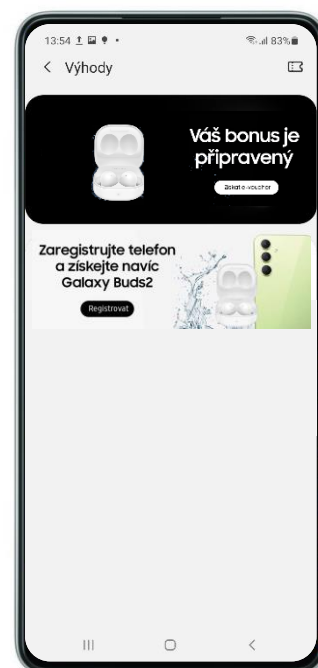 13:54
83%
Výhody
Váš bonus je
připravený
Získat e-voucher
Zaregistrujte telefon
a získejte navíc
Galaxy Buds2
Registrovat